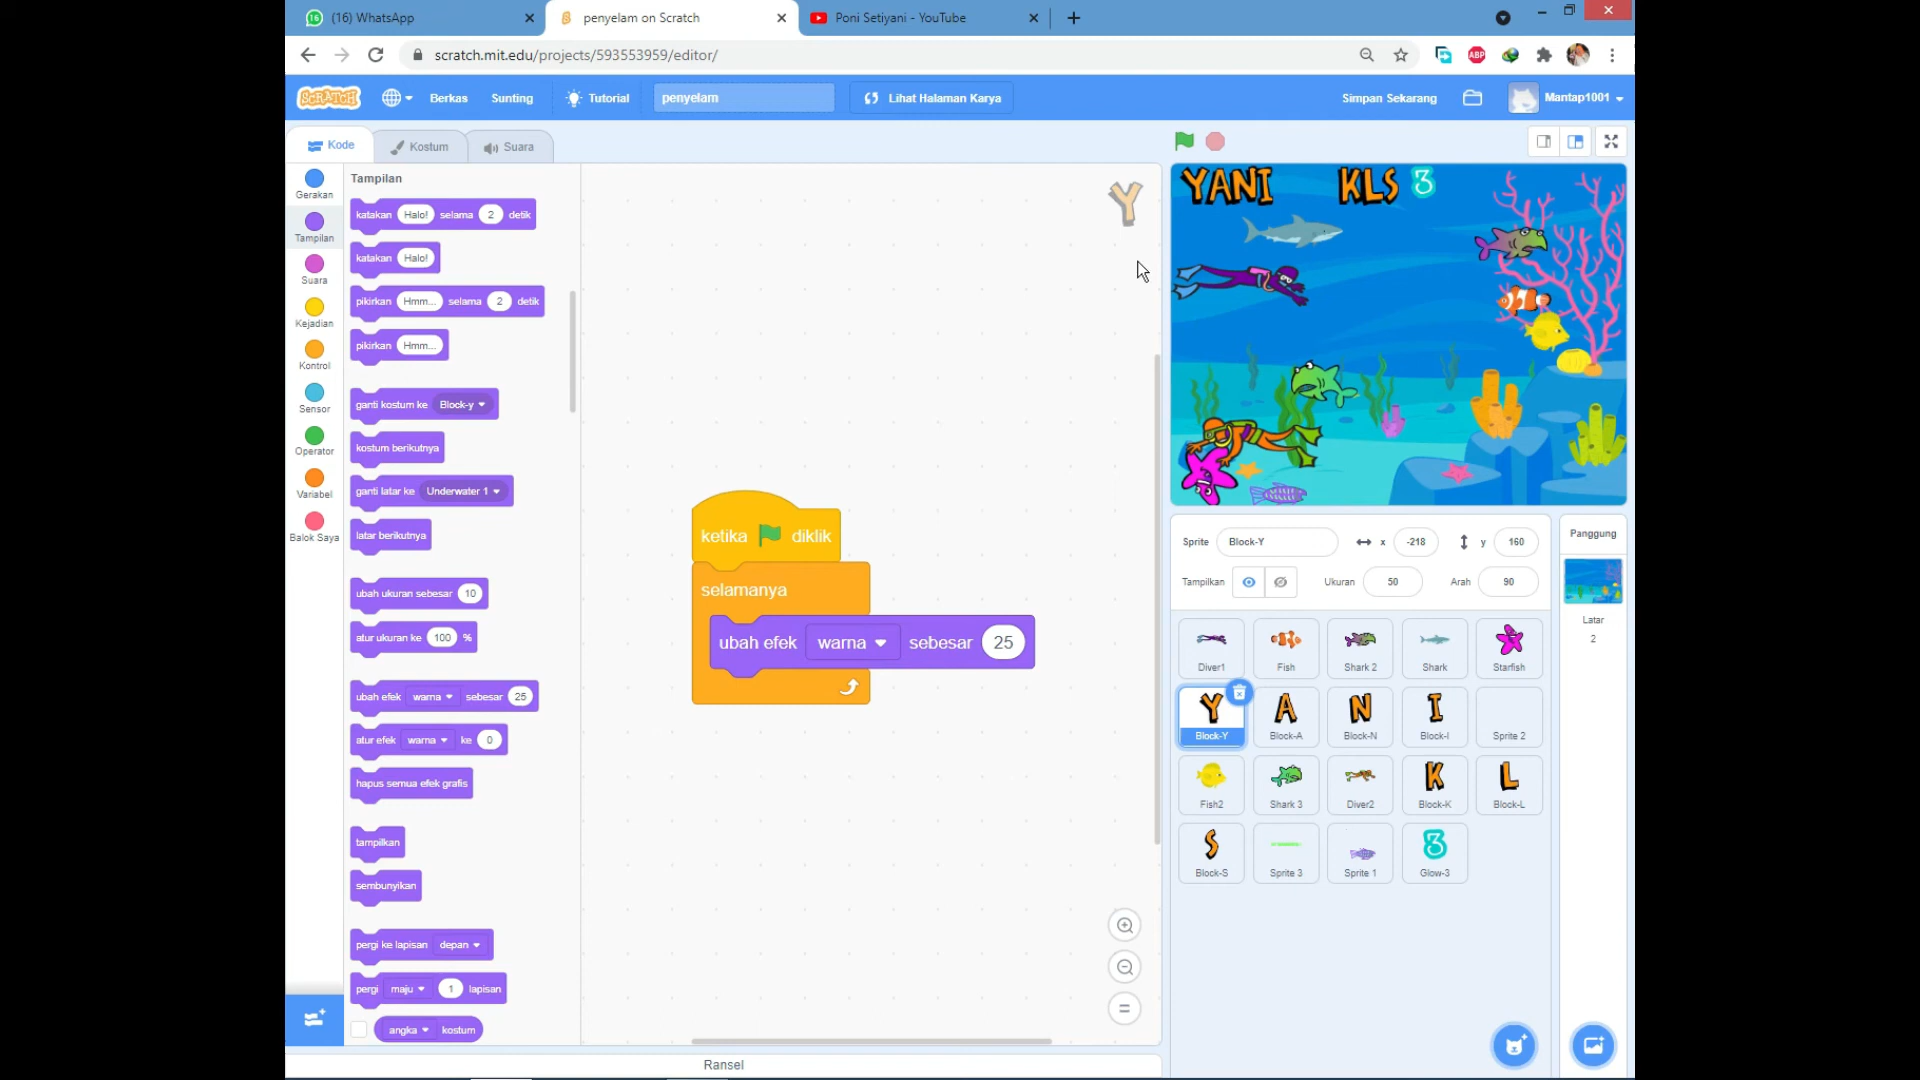 (16) WhatsApp
penyelam on Scratch
Poni Setiyani - YouTube
scratch.mit.edu/projects/593553959/editor/
ABP
SCRATCH
Berkas
Sunting
Tutorial
penyelam
Lihat Halaman Karya
Simpan Sekarang
Mantap1001
Kode
Kostum
Suara
Gerakan
Tampilan
Suara
Kejadian
Kontrol
Sensor
Operator
Variabel
Balok Saya
Tampilan
katakan Halo! selama 2 detik
katakan Halo!
pikirkan Hmm... selama 2 detik
pikirkan Hmm...
ganti kostum ke Block-y
kostum berikutnya
ganti latar ke Underwater 1
latar berikutnya
ubah ukuran sebesar 10
atur ukuran ke 100 %
ubah efek warna sebesar 25
atur efek warna ke 0
hapus semua efek grafis
tampilkan
sembunyikan
pergi ke lapisan depan
pergi maju 1 lapisan
angka kostum
Y
ketika diklik
selamanya
ubah efek warna sebesar 25
Ransel
YANI KLS 3
Sprite Block-Y x -218 y 160
Tampilkan Ukuran 50 Arah 90
Diver1 Fish Shark 2 Shark Starfish
Y A N I
Block-Y Block-A Block-N Block-I Sprite 2
K L
Fish2 Shark 3 Diver2 Block-K Block-L
S 3
Block-S Sprite 3 Sprite 1 Glow-3
Panggung
Latar
2